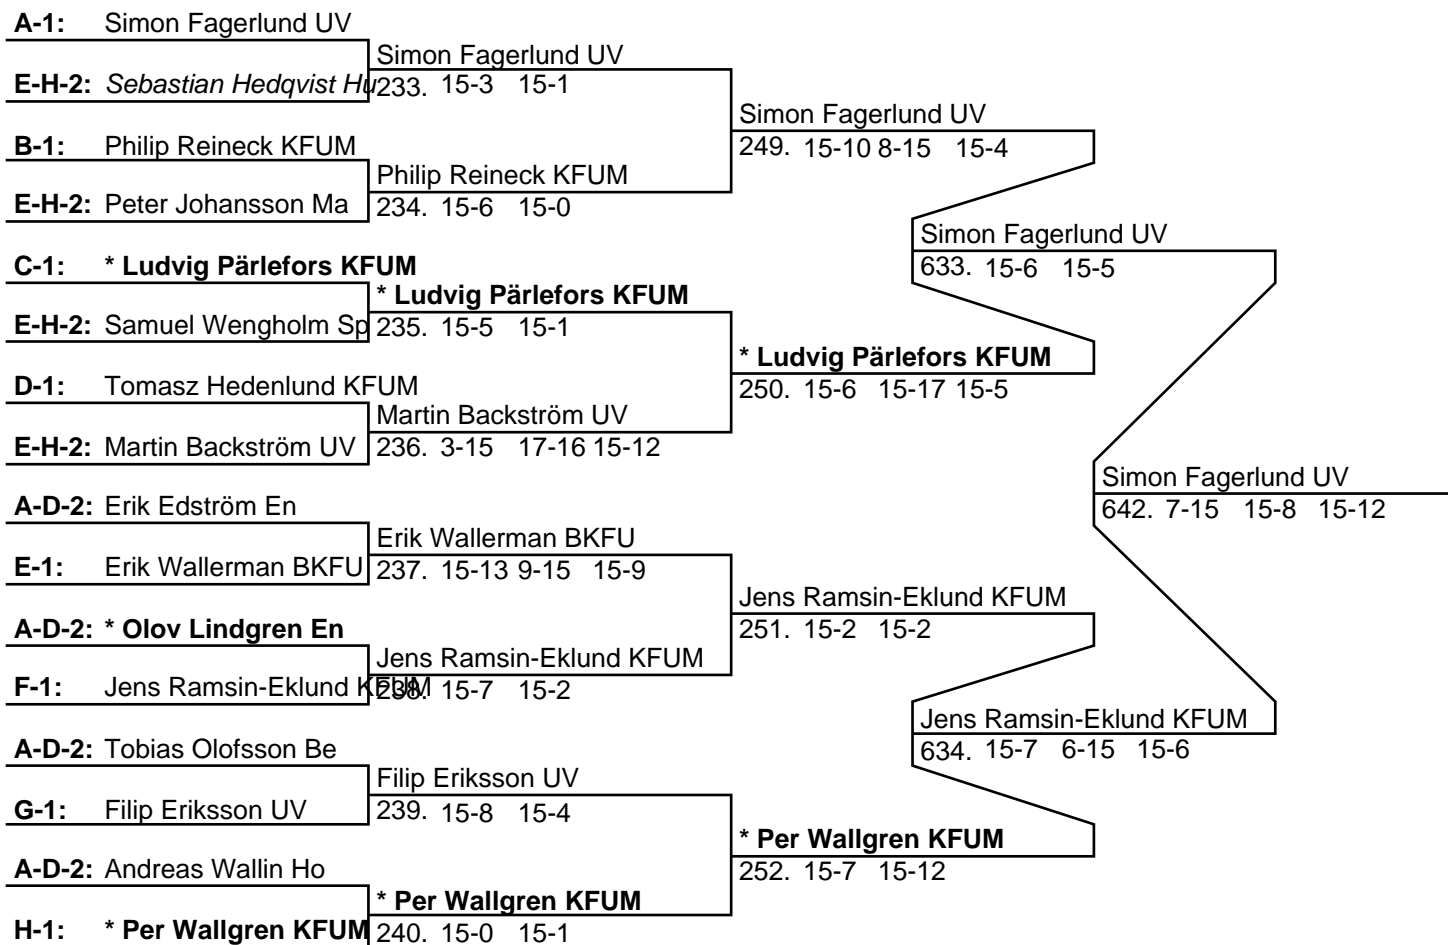 A-1: Simon Fagerlund UV
Simon Fagerlund UV
E-H-2: Sebastian Hedqvist Hu
233. 15-3 15-1
Simon Fagerlund UV
249. 15-10 8-15 15-4
B-1: Philip Reineck KFUM
Philip Reineck KFUM
E-H-2: Peter Johansson Ma
234. 15-6 15-0
Simon Fagerlund UV
633. 15-6 15-5
C-1: * Ludvig Pärlefors KFUM
* Ludvig Pärlefors KFUM
E-H-2: Samuel Wengholm Sp
235. 15-5 15-1
* Ludvig Pärlefors KFUM
250. 15-6 15-17 15-5
D-1: Tomasz Hedenlund KFUM
Martin Backström UV
E-H-2: Martin Backström UV
236. 3-15 17-16 15-12
Simon Fagerlund UV
642. 7-15 15-8 15-12
A-D-2: Erik Edström En
Erik Wallerman BKFU
E-1: Erik Wallerman BKFU
237. 15-13 9-15 15-9
Jens Ramsin-Eklund KFUM
251. 15-2 15-2
A-D-2: * Olov Lindgren En
Jens Ramsin-Eklund KFUM
F-1: Jens Ramsin-Eklund KFUM
238. 15-7 15-2
Jens Ramsin-Eklund KFUM
634. 15-7 6-15 15-6
A-D-2: Tobias Olofsson Be
Filip Eriksson UV
G-1: Filip Eriksson UV
239. 15-8 15-4
* Per Wallgren KFUM
252. 15-7 15-12
A-D-2: Andreas Wallin Ho
* Per Wallgren KFUM
H-1: * Per Wallgren KFUM
240. 15-0 15-1